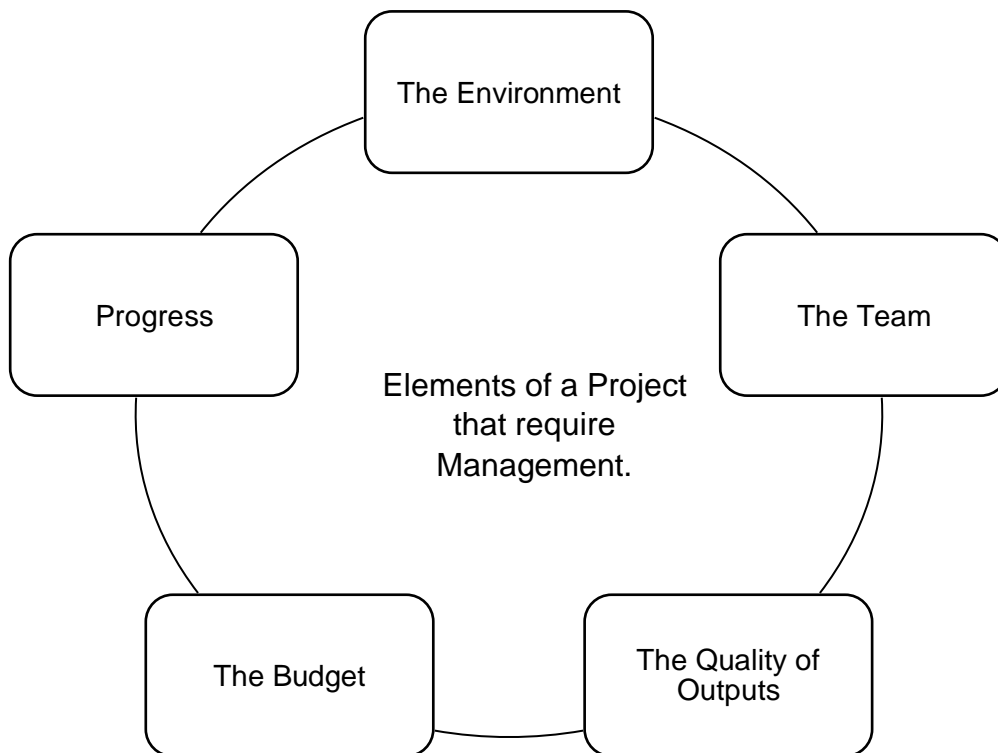 The Environment
Progress
The Team
Elements of a Project
that require
Management.
The Budget
The Quality of
Outputs